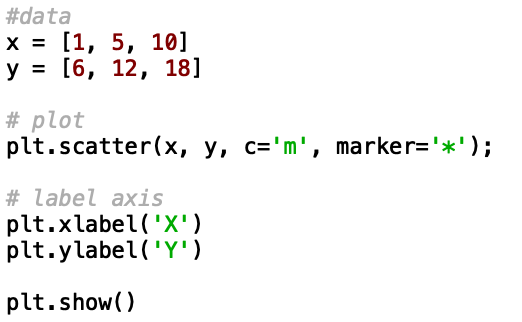 #data
x = [1, 5, 10]
y = [6, 12, 18]
# plot
plt.scatter(x, y, c='m', marker='*');
# label axis
plt.xlabel('X')
plt.ylabel('Y')
plt.show()